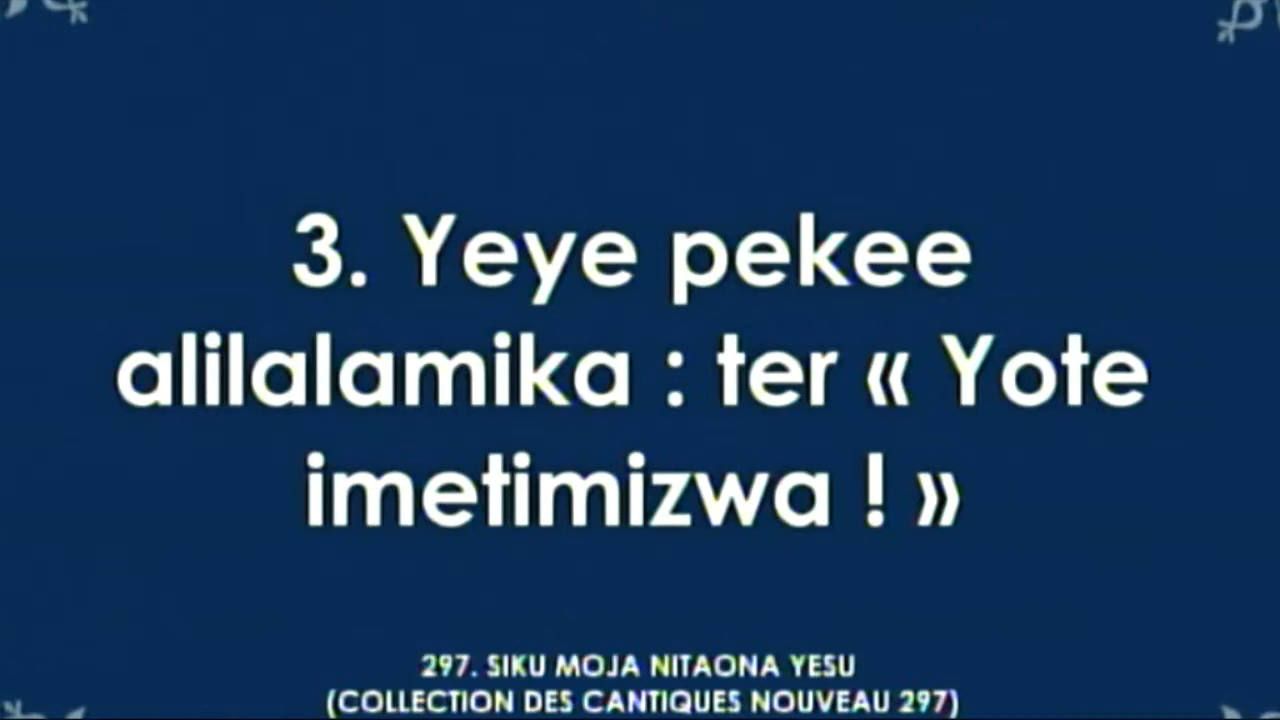 3. Yeye pekee
alilalamika : ter « Yote
imetimizwa ! »
297. SIKU MOJA NITAONA YESU
(COLLECTION DES CANTIQUES NOUVEAU 297)